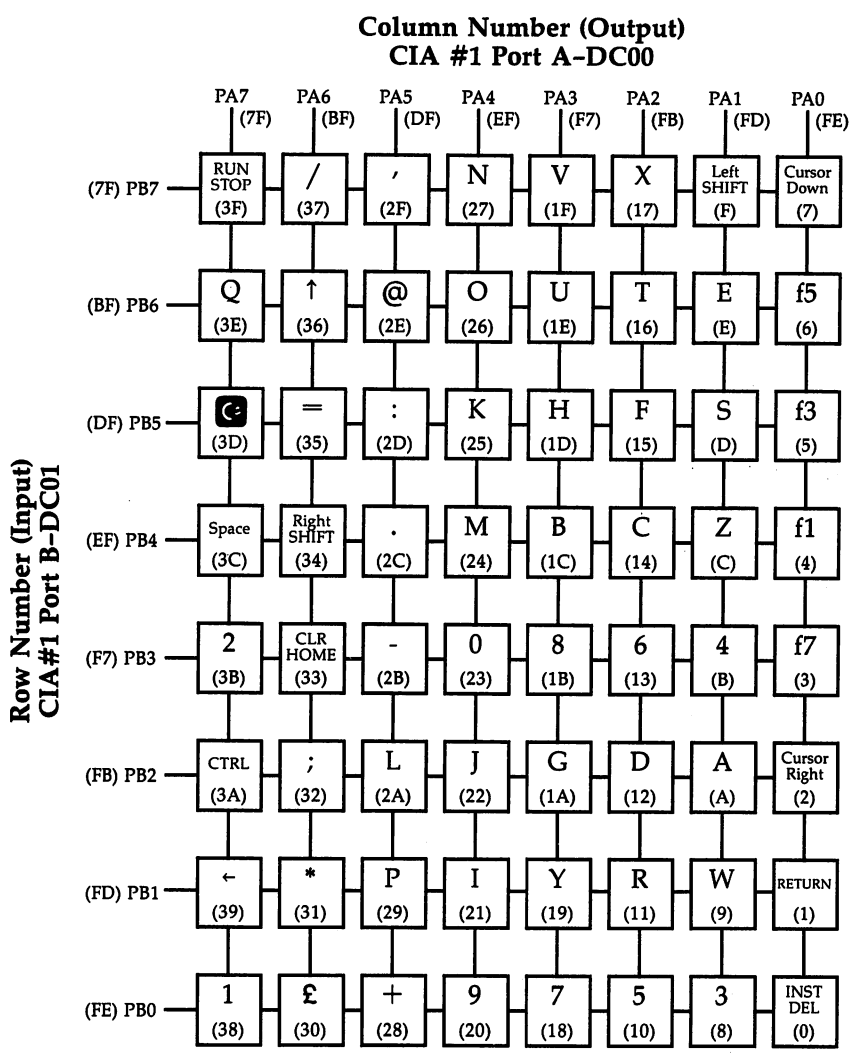 Column Number (Output)
CIA #1 Port A–DC00
PA7 PA6 PA5 PA4 PA3 PA2 PA1 PA0
(7F) (BF) (DF) (EF) (F7) (FB) (FD) (FE)
Row Number (Input)
CIA#1 Port B–DC01
RUN Left Cursor
(7F) PB7 STOP / ′ N V X SHIFT Down
(3F) (37) (2F) (27) (1F) (17) (F) (7)
(BF) PB6 Q ↑ @ O U T E f5
(3E) (36) (2E) (26) (1E) (16) (E) (6)
(DF) PB5 C= = : K H F S f3
(3D) (35) (2D) (25) (1D) (15) (D) (5)
Right
(EF) PB4 Space SHIFT . M B C Z f1
(3C) (34) (2C) (24) (1C) (14) (C) (4)
CLR
(F7) PB3 2 HOME - 0 8 6 4 f7
(3B) (33) (2B) (23) (1B) (13) (B) (3)
Cursor
(FB) PB2 CTRL ; L J G D A Right
(3A) (32) (2A) (22) (1A) (12) (A) (2)
(FD) PB1 ← * P I Y R W RETURN
(39) (31) (29) (21) (19) (11) (9) (1)
INST
(FE) PB0 1 £ + 9 7 5 3 DEL
(38) (30) (28) (20) (18) (10) (8) (0)